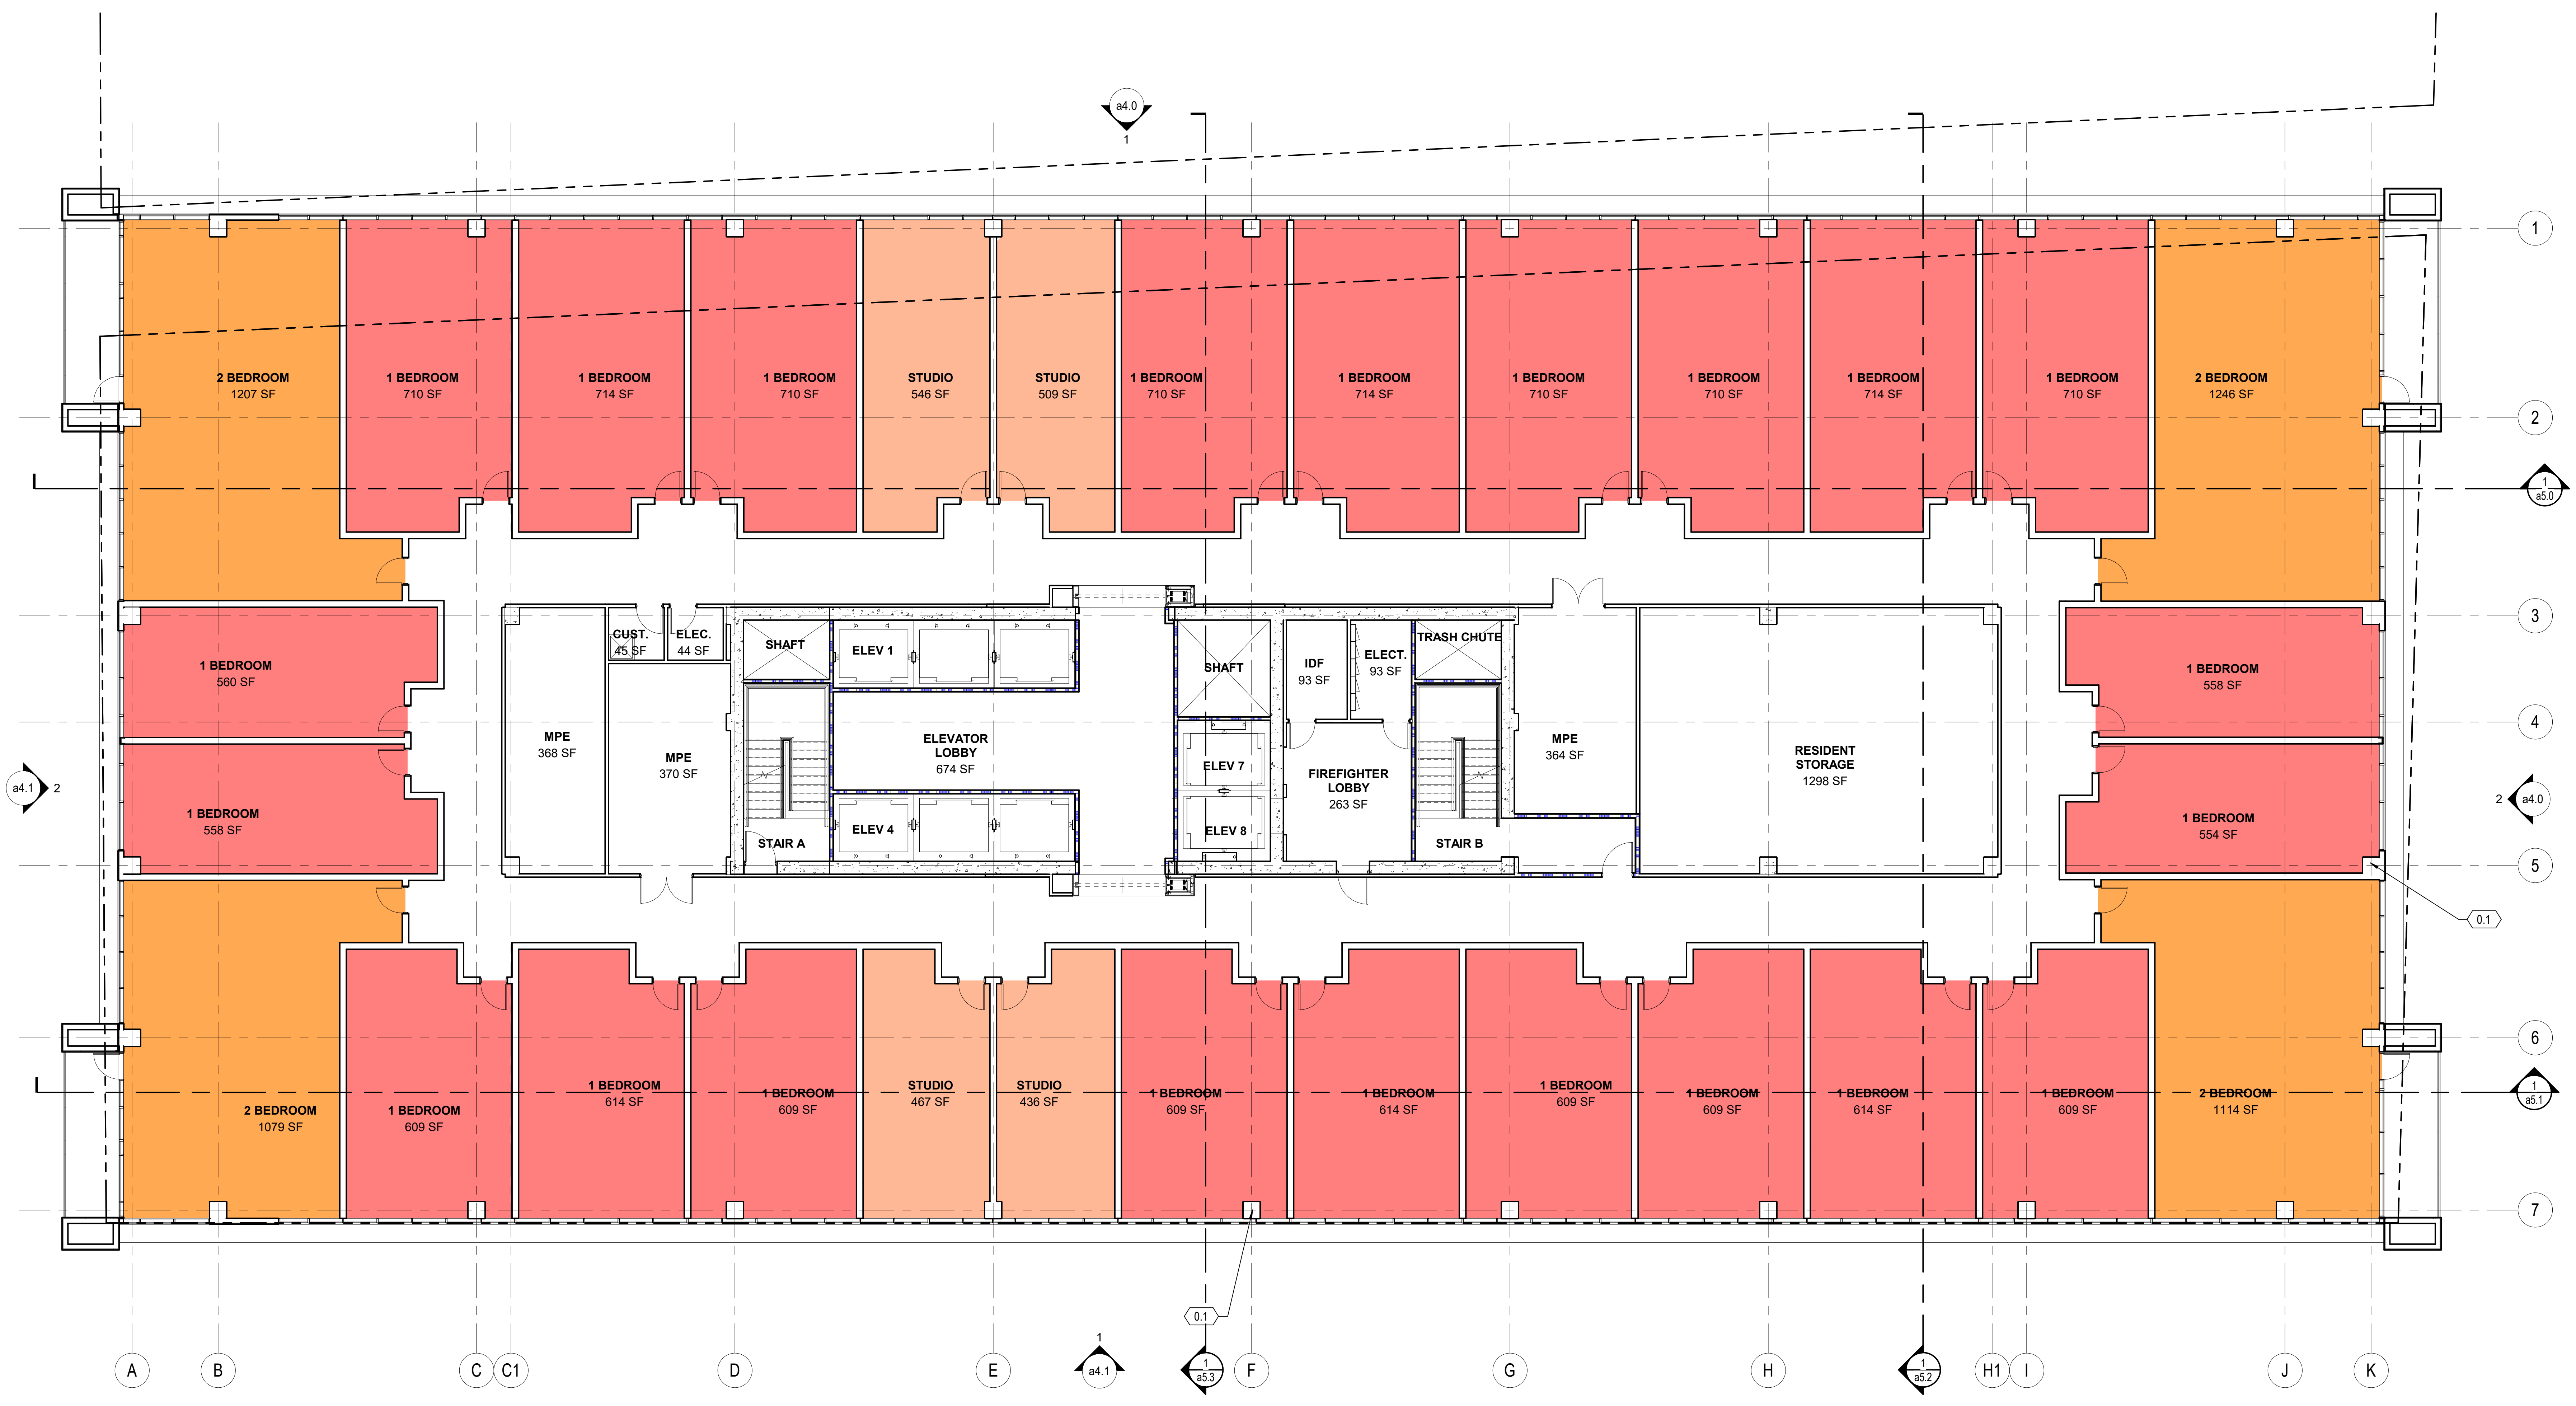 a4.0
1
1
2 BEDROOM
1207 SF
1 BEDROOM
710 SF
1 BEDROOM
714 SF
1 BEDROOM
710 SF
STUDIO
546 SF
STUDIO
509 SF
1 BEDROOM
710 SF
1 BEDROOM
714 SF
1 BEDROOM
710 SF
1 BEDROOM
710 SF
1 BEDROOM
714 SF
1 BEDROOM
710 SF
2 BEDROOM
1246 SF
2
1
a5.0
3
CUST.
45 SF
ELEC.
44 SF
SHAFT
ELEV 1
SHAFT
IDF
93 SF
ELECT.
93 SF
TRASH CHUTE
1 BEDROOM
560 SF
1 BEDROOM
558 SF
4
MPE
368 SF
MPE
370 SF
ELEVATOR
LOBBY
674 SF
ELEV 7
FIREFIGHTER
LOBBY
263 SF
MPE
364 SF
RESIDENT
STORAGE
1298 SF
a4.1
2
2
a4.0
1 BEDROOM
558 SF
STAIR A
ELEV 4
ELEV 8
STAIR B
1 BEDROOM
554 SF
5
0.1
6
2 BEDROOM
1079 SF
1 BEDROOM
609 SF
1 BEDROOM
614 SF
1 BEDROOM
609 SF
STUDIO
467 SF
STUDIO
436 SF
1 BEDROOM
609 SF
1 BEDROOM
614 SF
1 BEDROOM
609 SF
1 BEDROOM
609 SF
1 BEDROOM
614 SF
1 BEDROOM
609 SF
2 BEDROOM
1114 SF
1
a5.1
7
0.1
A
B
C
C1
D
E
1
a4.1
1
a5.3
F
G
H
1
a5.2
H1
I
J
K